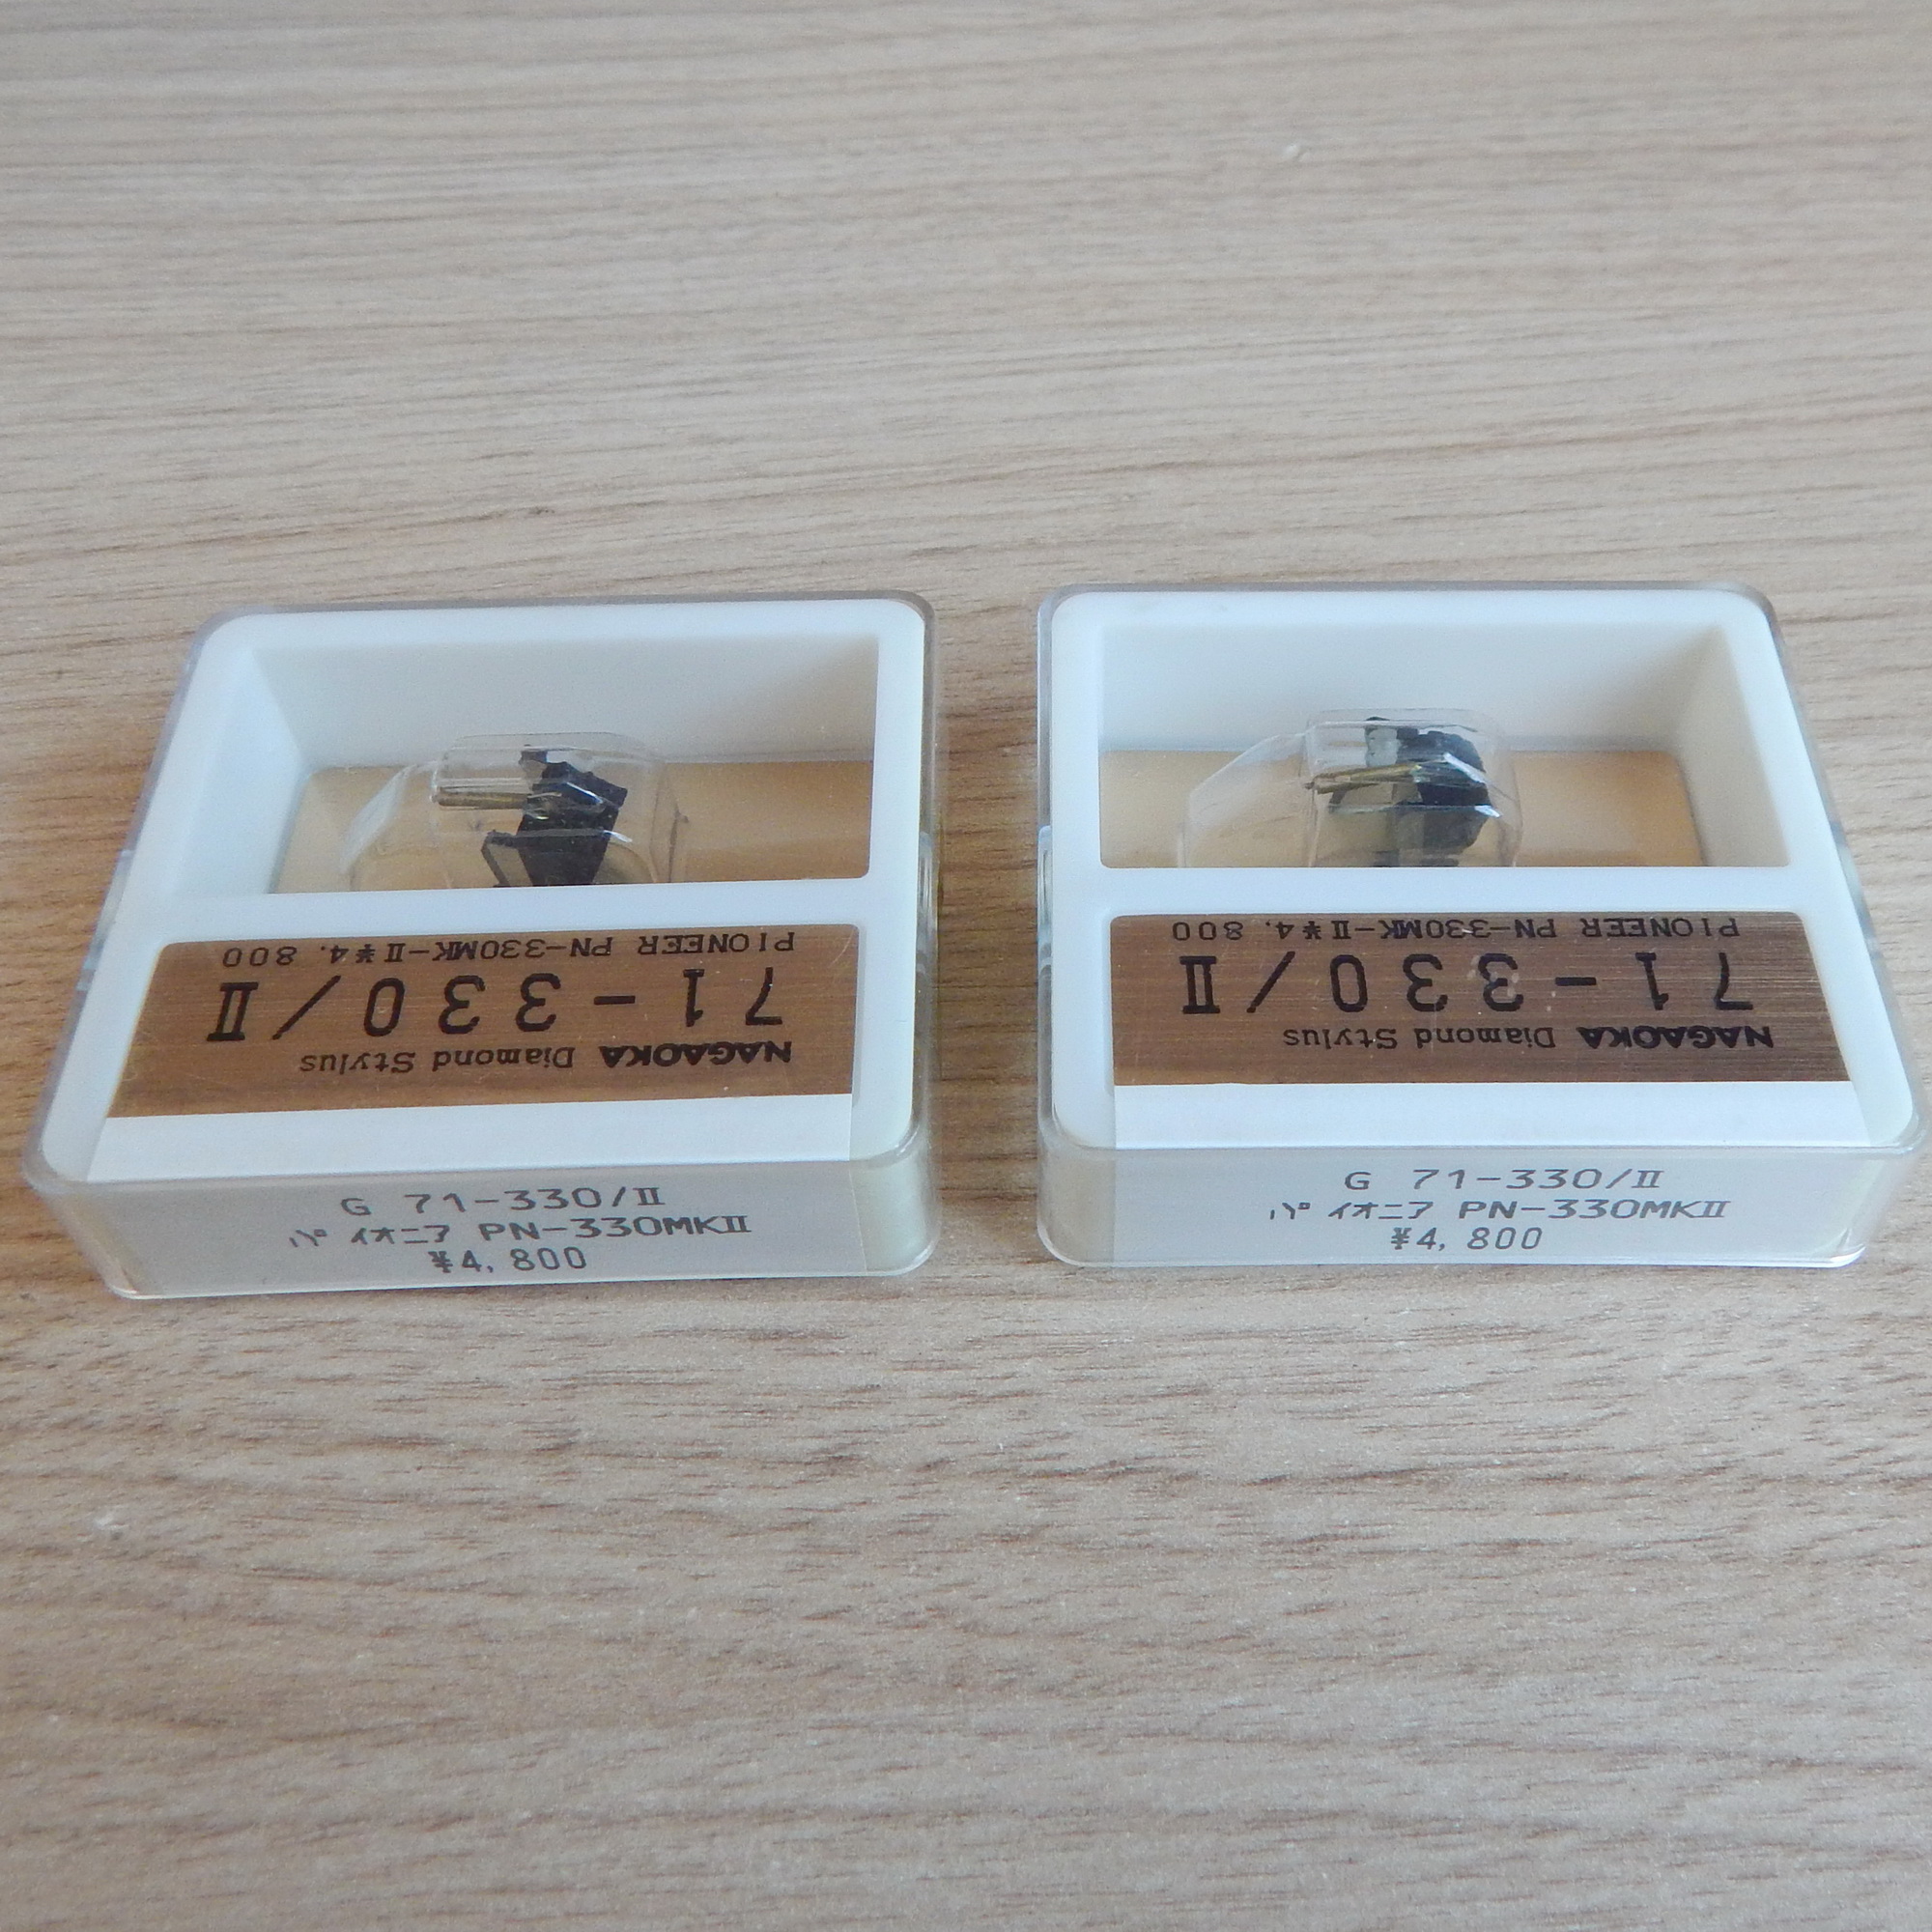 NAGAOKA Diamond Stylus
71-330/Ⅱ
PIONEER PN-330MK-Ⅱ¥4,800
G 71-330/Ⅱ
パイオニア PN-330MKⅡ
¥4,800
NAGAOKA Diamond Stylus
71-330/Ⅱ
PIONEER PN-330MK-Ⅱ¥4,800
G 71-330/Ⅱ
パイオニア PN-330MKⅡ
¥4,800